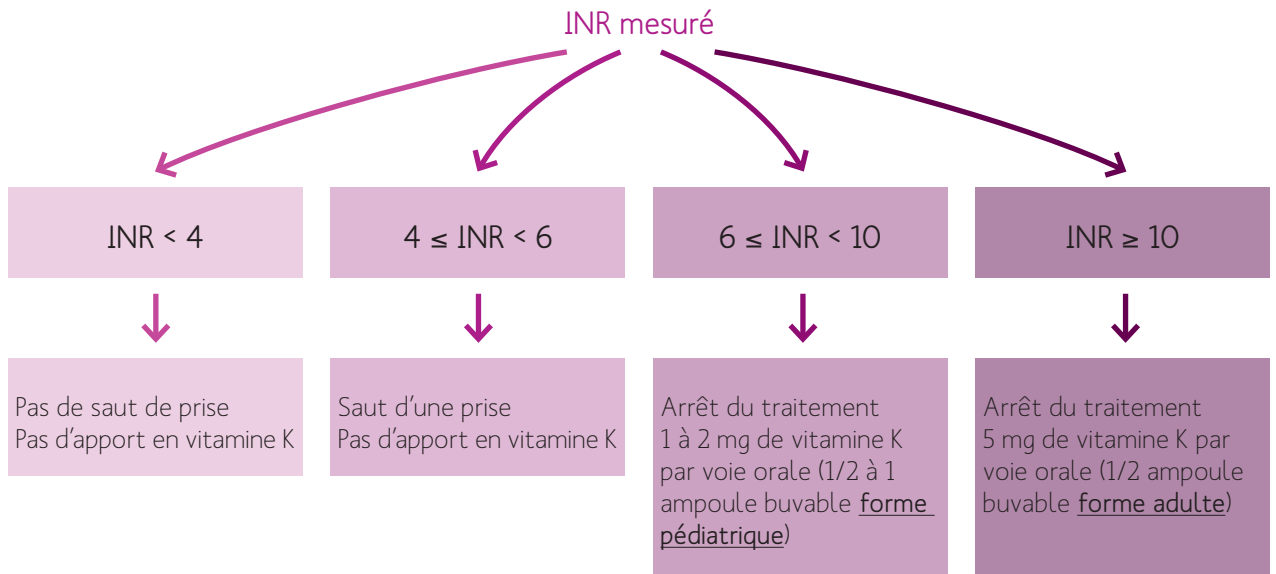 INR mesuré
INR < 4
4 ≤ INR < 6
6 ≤ INR < 10
INR ≥ 10
Pas de saut de prise
Pas d'apport en vitamine K
Saut d'une prise
Pas d'apport en vitamine K
Arrêt du traitement
1 à 2 mg de vitamine K
par voie orale (1/2 à 1
ampoule buvable forme
pédiatrique)
Arrêt du traitement
5 mg de vitamine K par
voie orale (1/2 ampoule
buvable forme adulte)